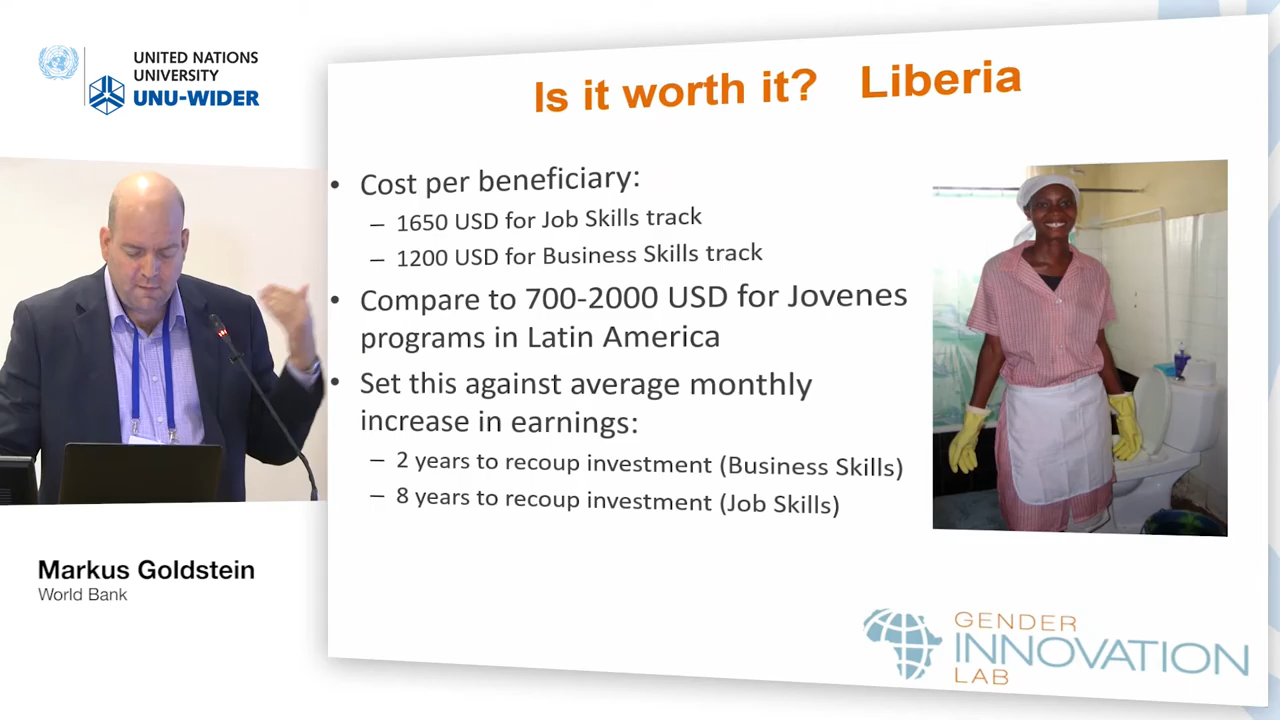 UNITED NATIONS
UNIVERSITY
UNU-WIDER
Is it worth it? Liberia
• Cost per beneficiary:
– 1650 USD for Job Skills track
– 1200 USD for Business Skills track
• Compare to 700-2000 USD for Jovenes
programs in Latin America
• Set this against average monthly
increase in earnings:
– 2 years to recoup investment (Business Skills)
– 8 years to recoup investment (Job Skills)
Markus Goldstein
World Bank
GENDER
INNOVATION
LAB